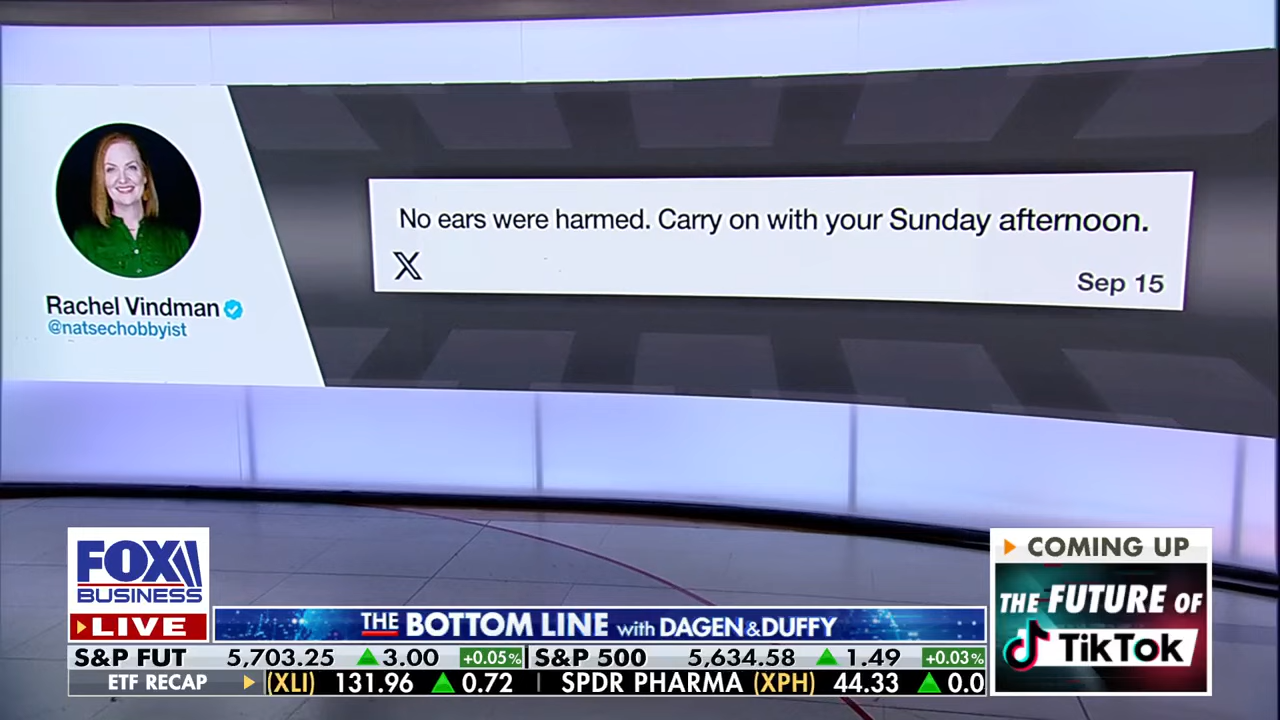 No ears were harmed. Carry on with your Sunday afternoon.
X
Sep 15
Rachel Vindman
@natsechobbyist
FOX
BUSINESS
LIVE
THE BOTTOM LINE with DAGEN & DUFFY
S&P FUT 5,703.25 3.00 +0.05% S&P 500 5,634.58 1.49 +0.03%
ETF RECAP (XLI) 131.96 0.72 SPDR PHARMA (XPH) 44.33 0.0
COMING UP
THE FUTURE OF
TikTok